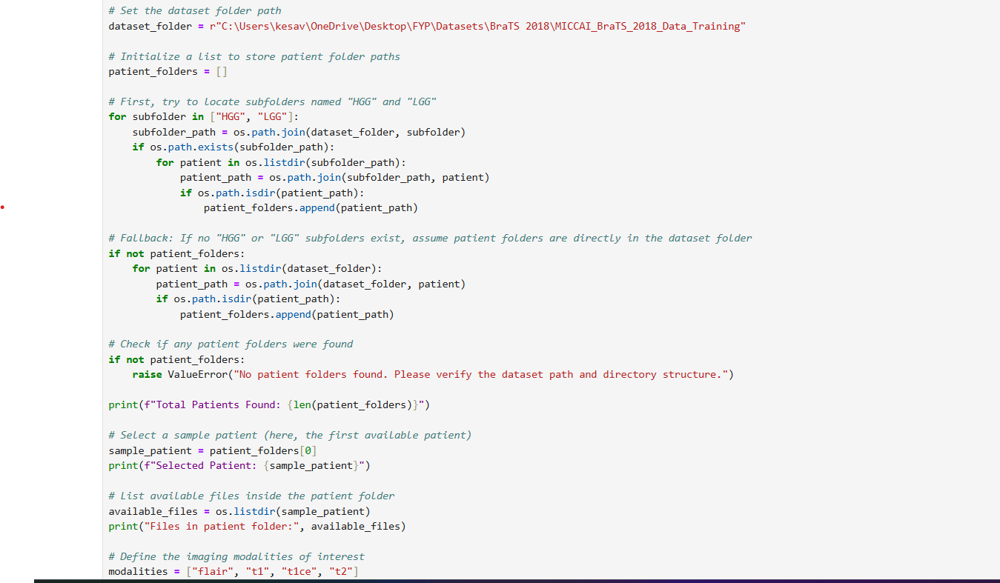 # Set the dataset folder path
dataset_folder = r"C:\Users\kesav\OneDrive\Desktop\FYP\Datasets\BraTS 2018\MICCAI_BraTS_2018_Data_Training"

# Initialize a list to store patient folder paths
patient_folders = []

# First, try to locate subfolders named "HGG" and "LGG"
for subfolder in ["HGG", "LGG"]:
    subfolder_path = os.path.join(dataset_folder, subfolder)
    if os.path.exists(subfolder_path):
        for patient in os.listdir(subfolder_path):
            patient_path = os.path.join(subfolder_path, patient)
            if os.path.isdir(patient_path):
                patient_folders.append(patient_path)

# Fallback: If no "HGG" or "LGG" subfolders exist, assume patient folders are directly in the dataset folder
if not patient_folders:
    for patient in os.listdir(dataset_folder):
        patient_path = os.path.join(dataset_folder, patient)
        if os.path.isdir(patient_path):
            patient_folders.append(patient_path)

# Check if any patient folders were found
if not patient_folders:
    raise ValueError("No patient folders found. Please verify the dataset path and directory structure.")

print(f"Total Patients Found: {len(patient_folders)}")

# Select a sample patient (here, the first available patient)
sample_patient = patient_folders[0]
print(f"Selected Patient: {sample_patient}")

# List available files inside the patient folder
available_files = os.listdir(sample_patient)
print("Files in patient folder:", available_files)

# Define the imaging modalities of interest
modalities = ["flair", "t1", "t1ce", "t2"]